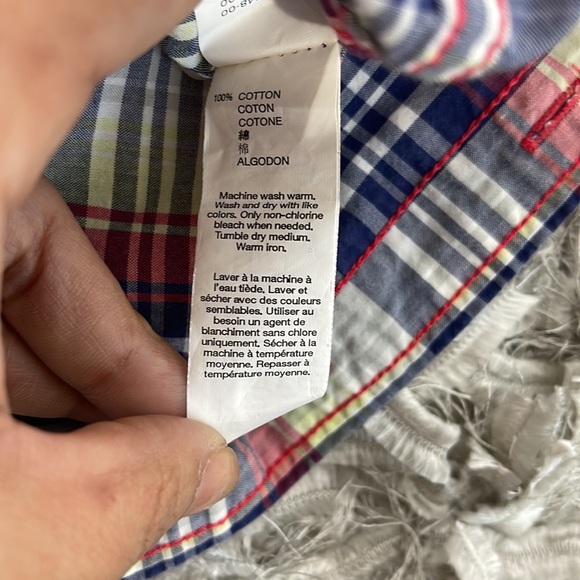 100% COTTON
COTON
COTONE
綿
棉
ALGODON
Machine wash warm.
Wash and dry with like
colors. Only non-chlorine
bleach when needed.
Tumble dry medium.
Warm iron.
Laver à la machine à
l'eau tiède. Laver et
sécher avec des couleurs
semblables. Utiliser au
besoin un agent de
blanchiment sans chlore
uniquement. Sécher à la
machine à température
moyenne. Repasser à
température moyenne.